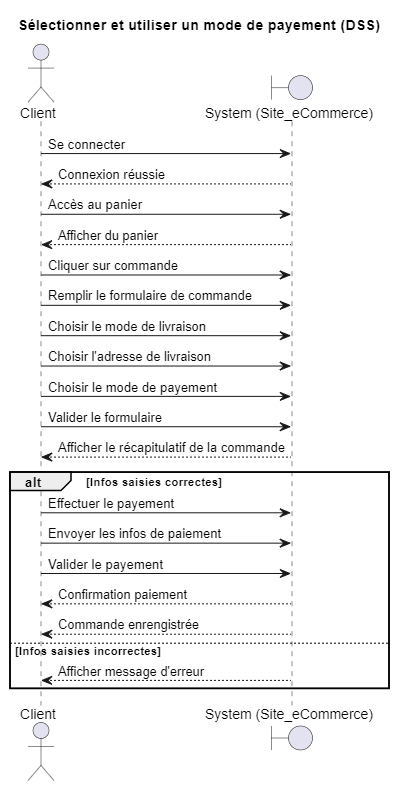 Sélectionner et utiliser un mode de payement (DSS)
Client
System (Site_eCommerce)
Se connecter
Connexion réussie
Accès au panier
Afficher du panier
Cliquer sur commande
Remplir le formulaire de commande
Choisir le mode de livraison
Choisir l'adresse de livraison
Choisir le mode de payement
Valider le formulaire
Afficher le récapitulatif de la commande
alt [Infos saisies correctes]
Effectuer le payement
Envoyer les infos de paiement
Valider le payement
Confirmation paiement
Commande enrengistrée
[Infos saisies incorrectes]
Afficher message d'erreur
Client
System (Site_eCommerce)